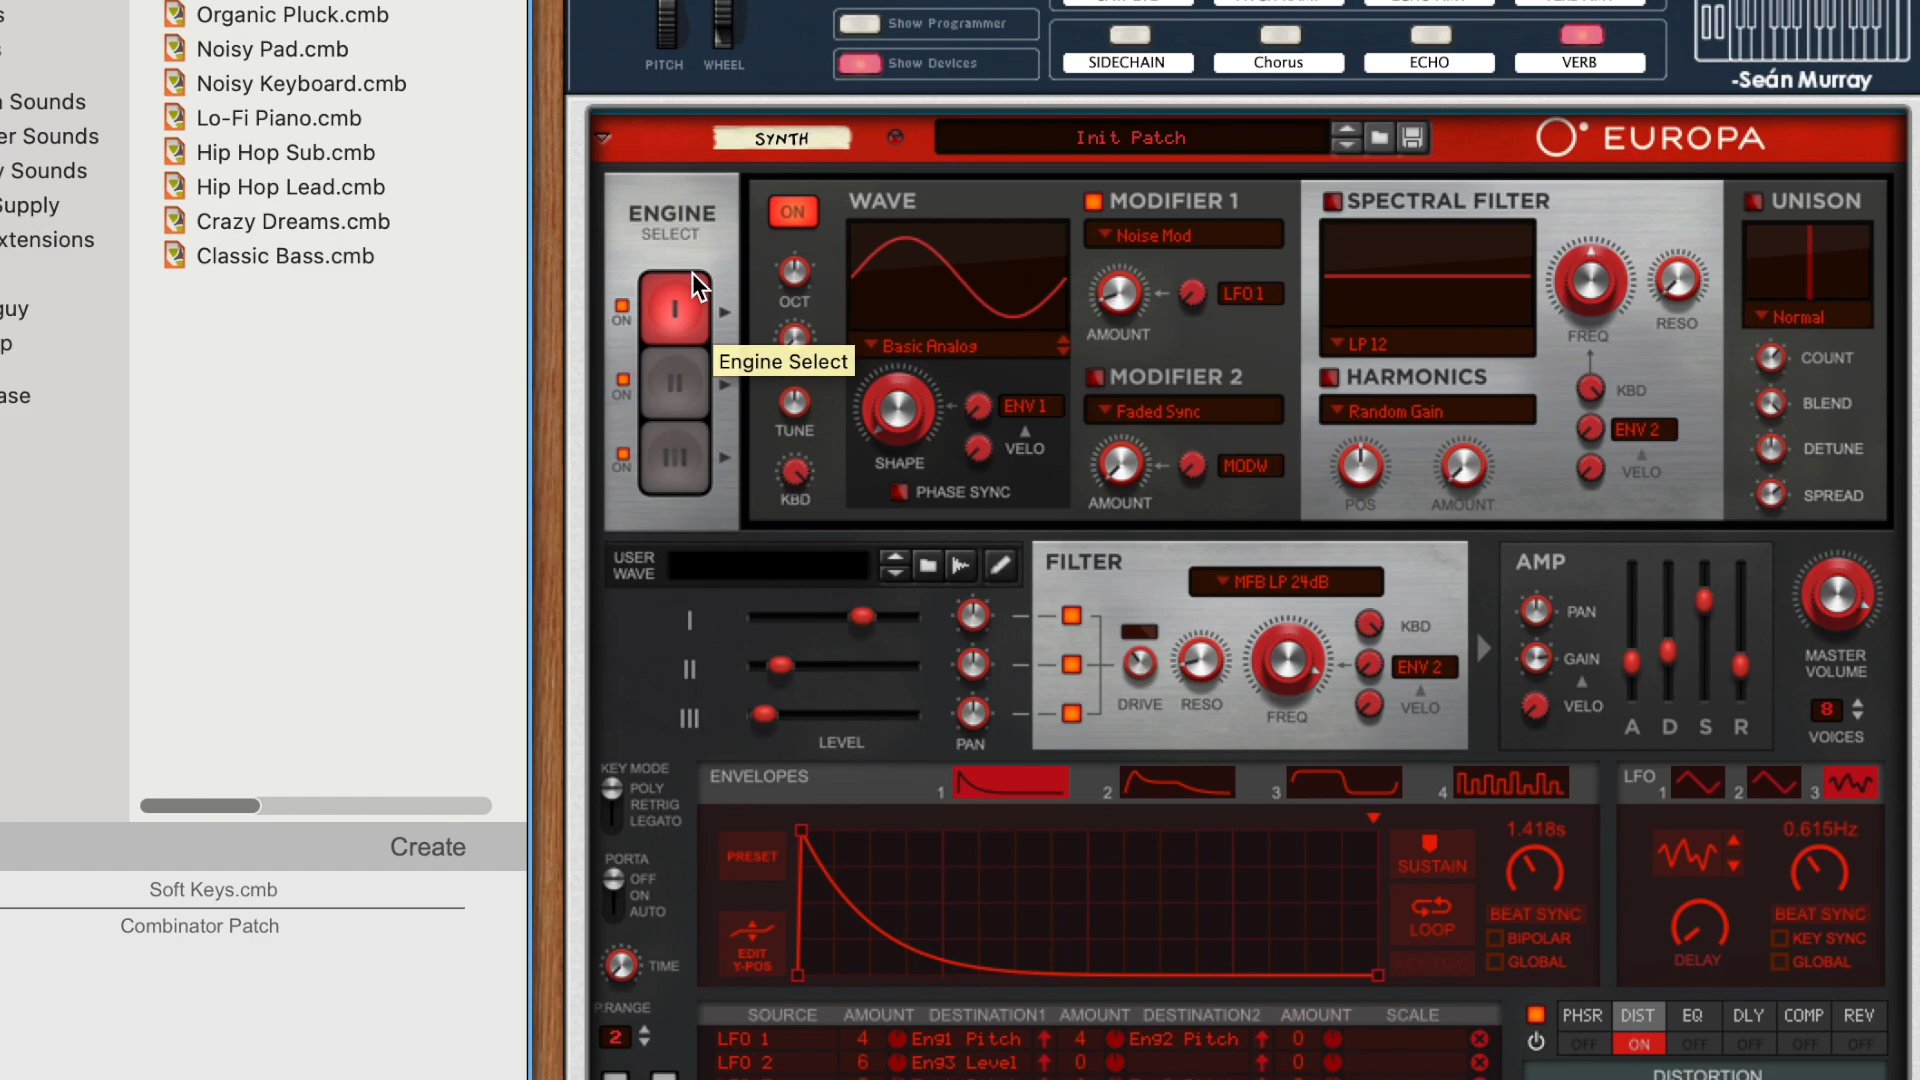 Organic Pluck.cmb
Noisy Pad.cmb
Noisy Keyboard.cmb
Lo-Fi Piano.cmb
Hip Hop Sub.cmb
Hip Hop Lead.cmb
Crazy Dreams.cmb
Classic Bass.cmb
Sounds
Sounds
Sounds
Create
Soft Keys.cmb
Combinator Patch
PITCH
WHEEL
Show Programmer
Show Devices
SIDECHAIN
Chorus
ECHO
VERB
-Seán Murray
SYNTH
Init Patch
EUROPA
ENGINE
SELECT
ON
I
ON
II
ON
III
Engine Select
ON
OCT
TUNE
KBD
WAVE
Basic Analog
SHAPE
ENV 1
VELO
PHASE SYNC
MODIFIER 1
Noise Mod
AMOUNT
LFO 1
MODIFIER 2
Faded Sync
AMOUNT
MODW
SPECTRAL FILTER
LP 12
FREQ
RESO
HARMONICS
Random Gain
POS
AMOUNT
KBD
ENV 2
VELO
UNISON
Normal
COUNT
BLEND
DETUNE
SPREAD
USER
WAVE
I
II
III
LEVEL
PAN
FILTER
MFB LP 24dB
DRIVE
RESO
FREQ
KBD
ENV 2
VELO
AMP
PAN
GAIN
VELO
A D S R
MASTER
VOLUME
8
VOICES
KEY MODE
POLY
RETRIG
LEGATO
PORTA
OFF
ON
AUTO
TIME
P.RANGE
2
ENVELOPES
1 2 3 4
PRESET
EDIT
Y-POS
SUSTAIN
LOOP
1.418s
BEAT SYNC
BIPOLAR
GLOBAL
LFO 1 2 3
0.615Hz
DELAY
BEAT SYNC
KEY SYNC
GLOBAL
SOURCE AMOUNT DESTINATION1 AMOUNT DESTINATION2 AMOUNT SCALE
LFO 1 4 Eng1 Pitch 4 Eng2 Pitch 0
LFO 2 6 Eng3 Level 0 0
PHSR DIST EQ DLY COMP REV
OFF ON OFF OFF OFF OFF
DISTORTION